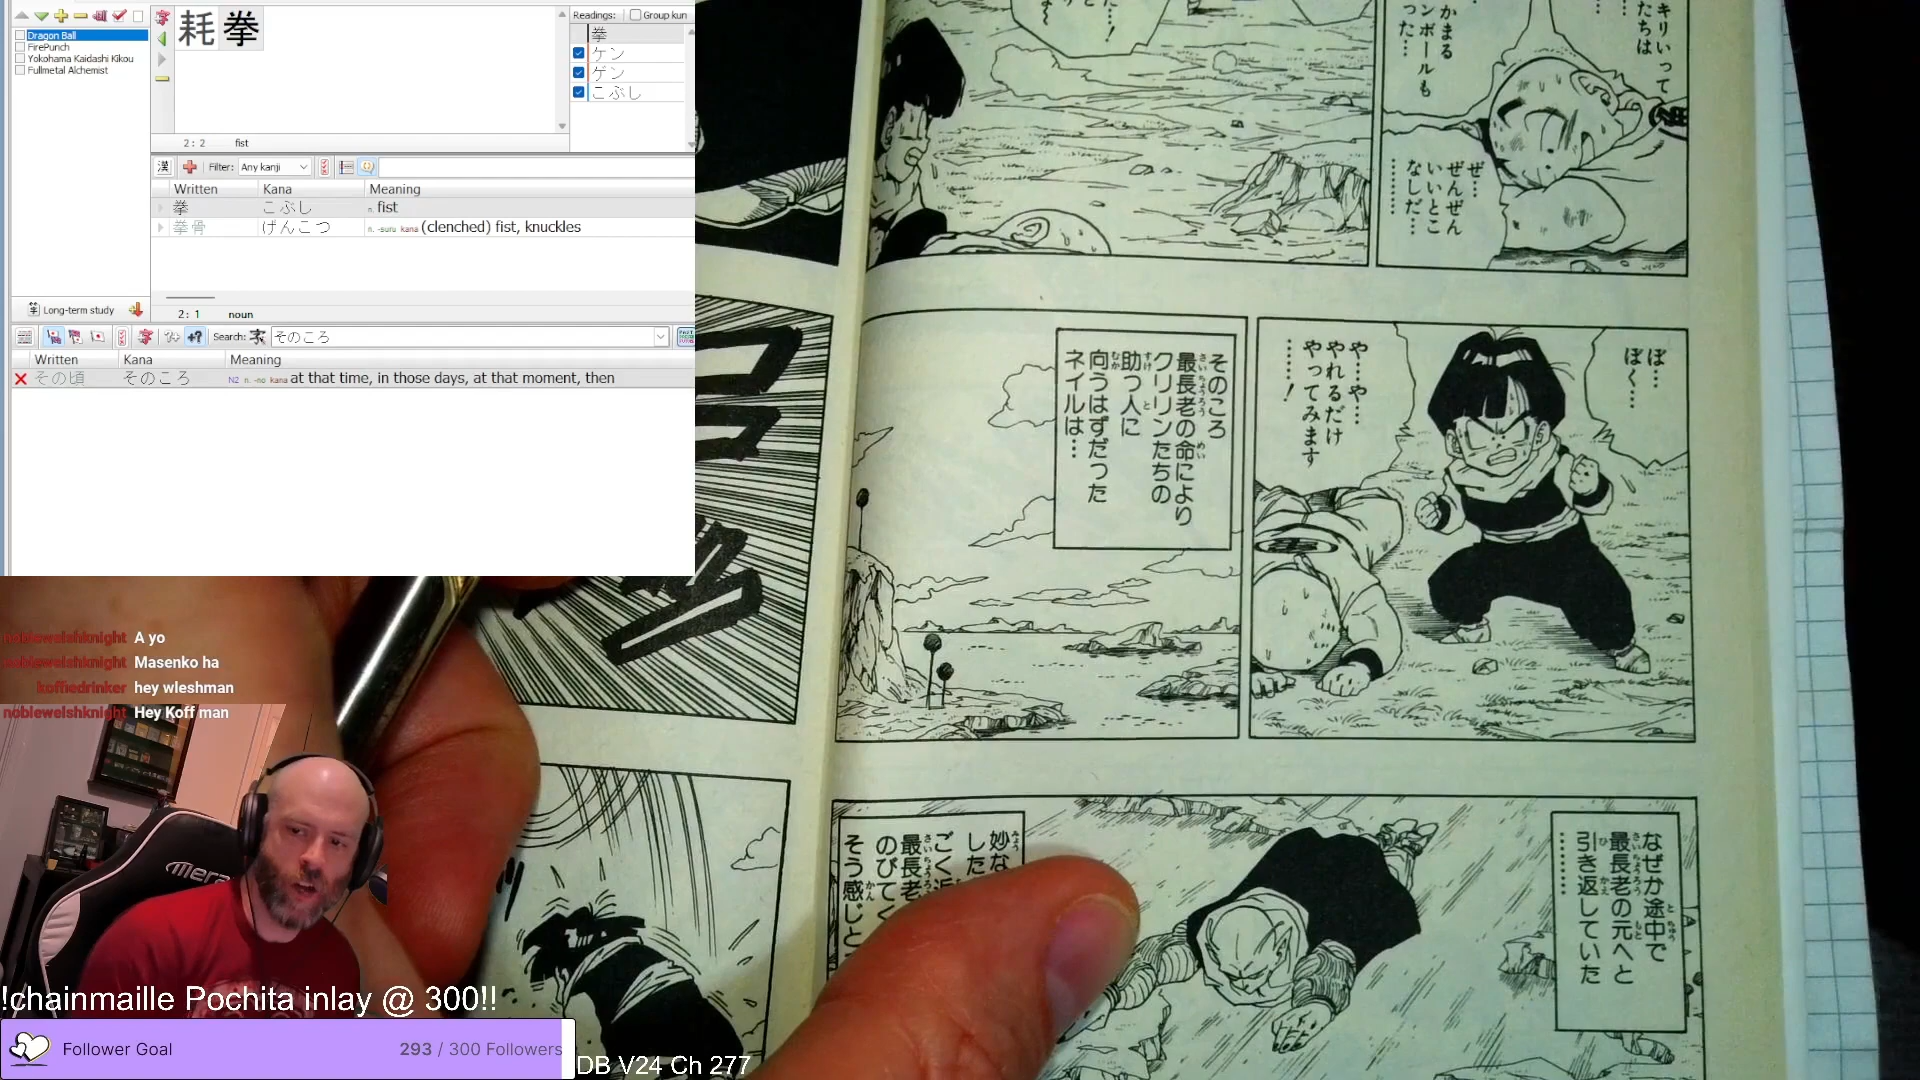 Dragon Ball
FirePunch
Yokohama Kaidashi Kikou
Fullmetal Alchemist
Long-term study
耗 拳
2: 2 fist
Readings: Group kun
拳
ケン
ゲン
こぶし
漢 Filter: Any kanji
Written Kana Meaning
拳 こぶし n. fist
拳骨 げんこつ n. -suru kana (clenched) fist, knuckles
2: 1 noun
Search: そのころ
Written Kana Meaning
その頃 そのころ N2 n. -no kana at that time, in those days, at that moment, then
キリいって
たちは
かまる
ンボールも
った…
ぜ…
ぜんぜん
いいとこ
なしだ…
………
ぼ…
ぼく…
や…や…
やれるだけ
やってみます
……！
そのころ
最長老の命により
クリリンたちの
助っ人に
向うはずだった
ネイルは…
なぜか途中で
最長老の元へと
引き返していた
………
妙な
した
ごく
最長老
のびてく
そう感じと
noblewelshknight A yo
noblewelshknight Masenko ha
koffiedrinker hey wleshman
noblewelshknight Hey Koff man
!chainmaille Pochita inlay @ 300!!
Follower Goal 293 / 300 Followers
DB V24 Ch 277